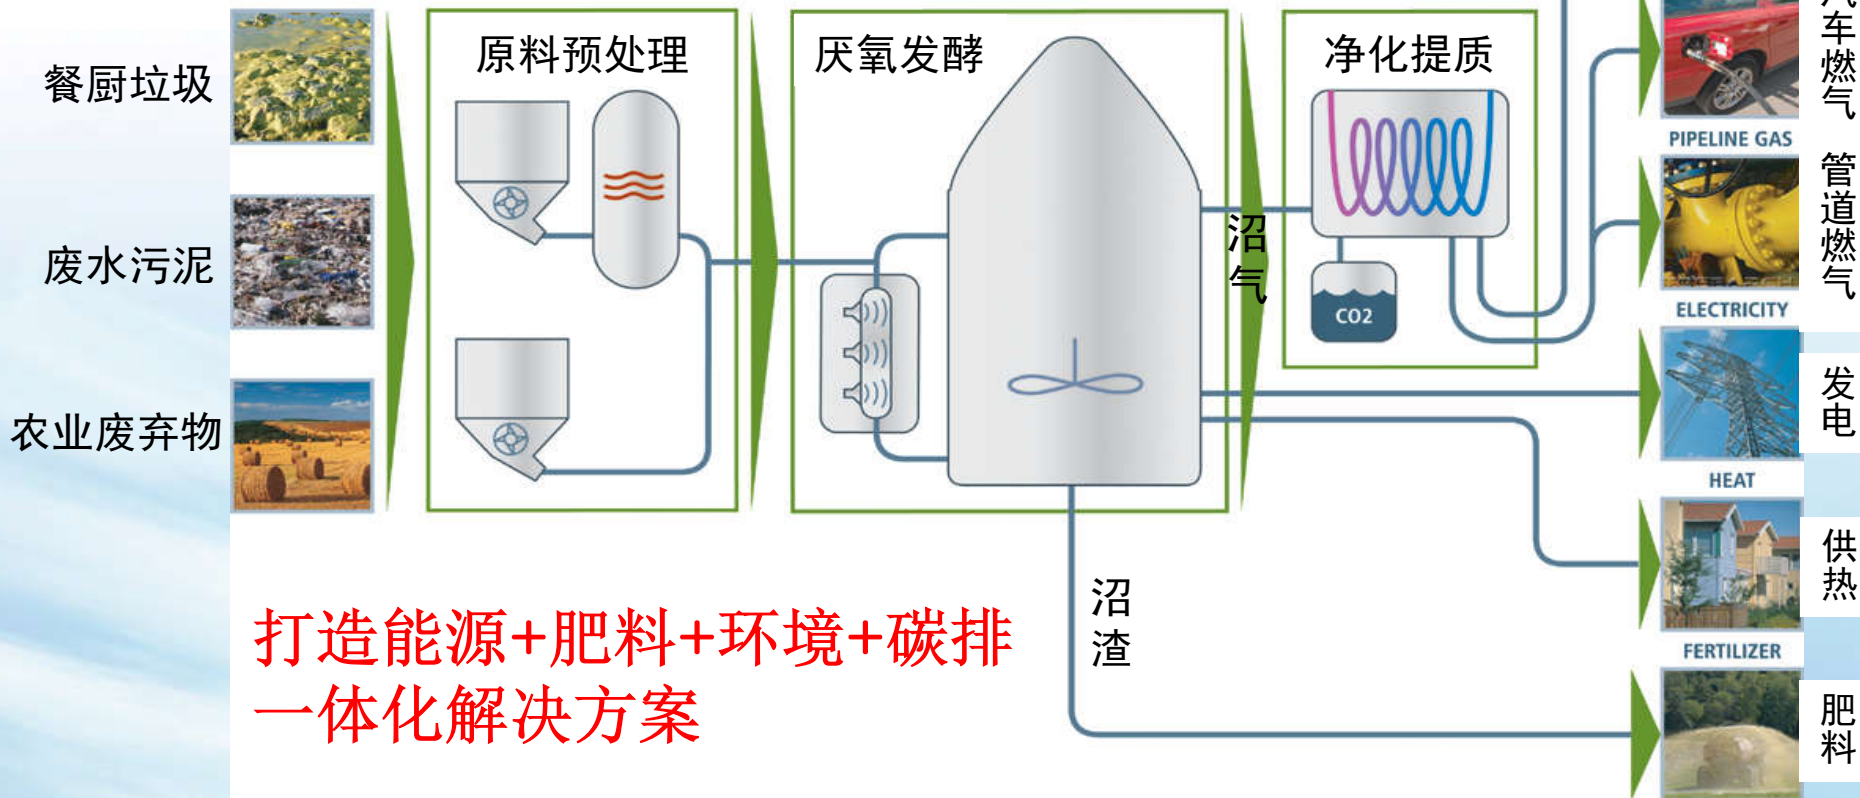 餐厨垃圾
废水污泥
农业废弃物
原料预处理
厌氧发酵
沼气
净化提质
CO2
沼渣
汽车燃气
PIPELINE GAS
管道燃气
ELECTRICITY
发电
HEAT
供热
FERTILIZER
肥料
打造能源+肥料+环境+碳排
一体化解决方案